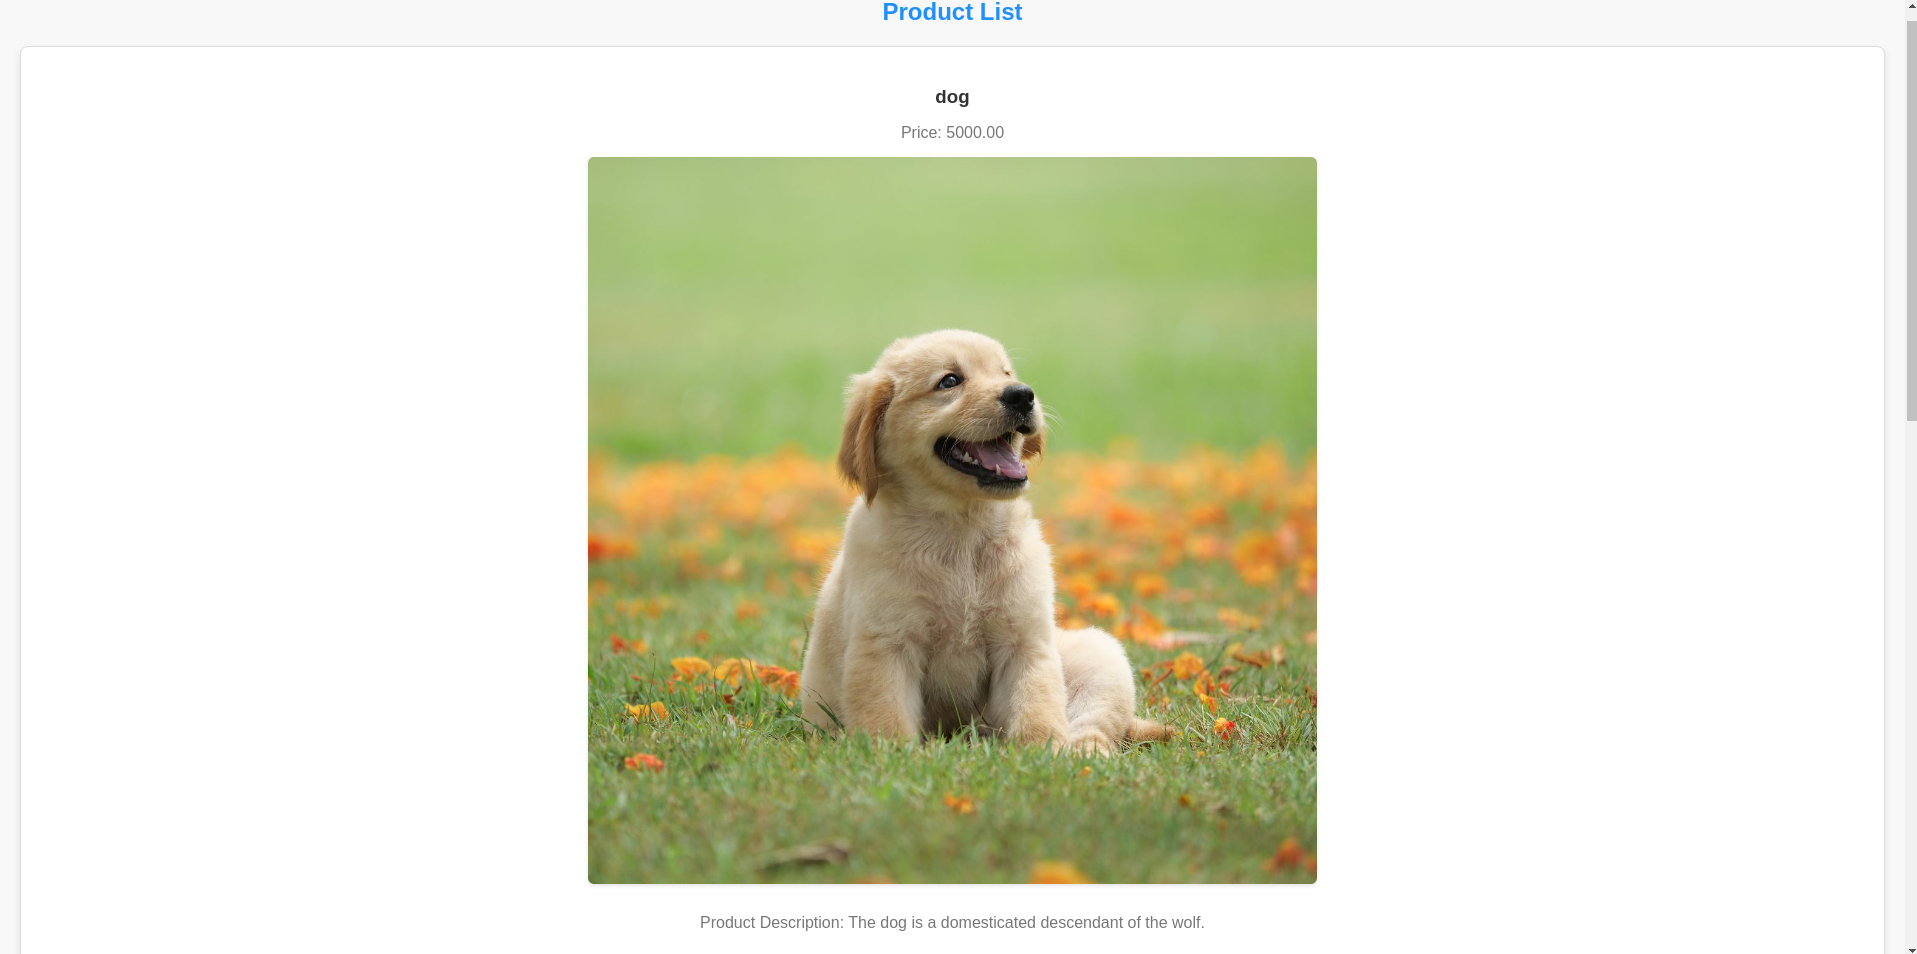 Product List
dog
Price: 5000.00
Product Description: The dog is a domesticated descendant of the wolf.